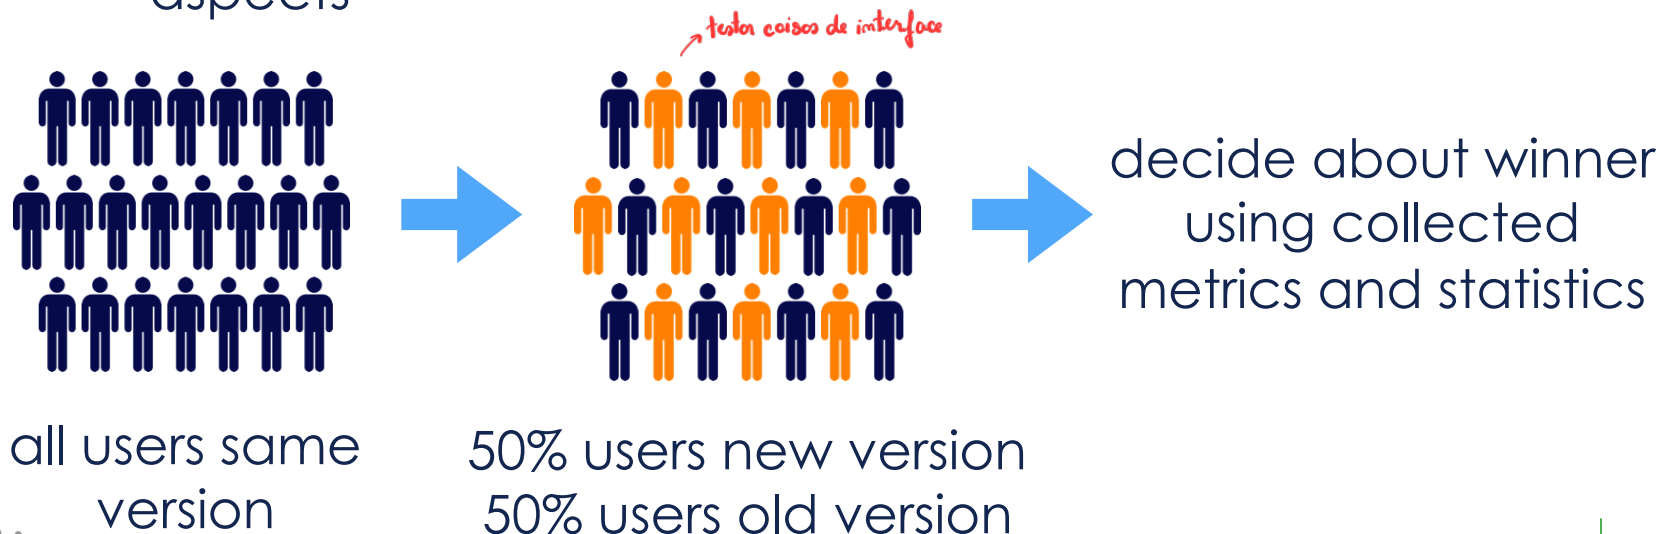 aspects
testar coisas de interface
decide about winner
using collected
metrics and statistics
all users same
version
50% users new version
50% users old version